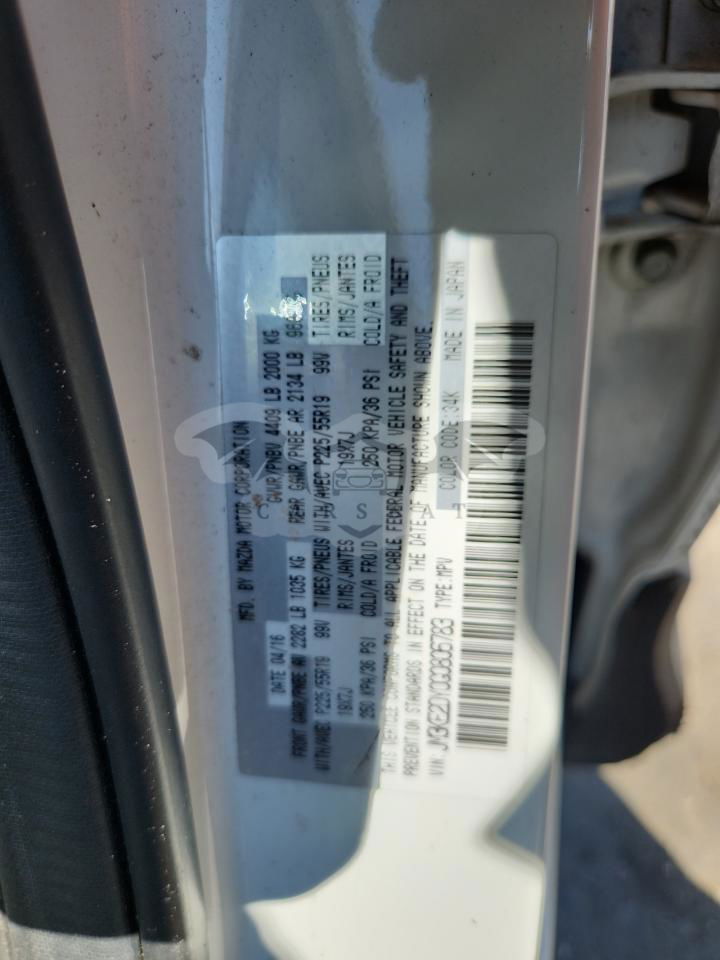 MFD. BY MAZDA MOTOR CORPORATION
DATE 04/16 GVWR/PNBV 4409 LB 2000 KG
FRONT GAWR/PNBE AV 2282 LB 1035 KG REAR GAWR/PNBE AR 2134 LB
WITH/AVEC P225/55R19 99V TIRES/PNEUS WITH/AVEC P225/55R19 99V TIRES/PNEUS
19X7J RIMS/JANTES 19X7J RIMS/JANTES
250 KPA/36 PSI COLD/A FROID 250 KPA/36 PSI COLD/A FROID
THIS VEHICLE CONFORMS TO ALL APPLICABLE FEDERAL MOTOR VEHICLE SAFETY AND THEFT
PREVENTION STANDARDS IN EFFECT ON THE DATE OF MANUFACTURE SHOWN ABOVE.
VIN JM3KE2DY0G0806783 TYPE:MPV COLOR CODE:34K MADE IN JAPAN